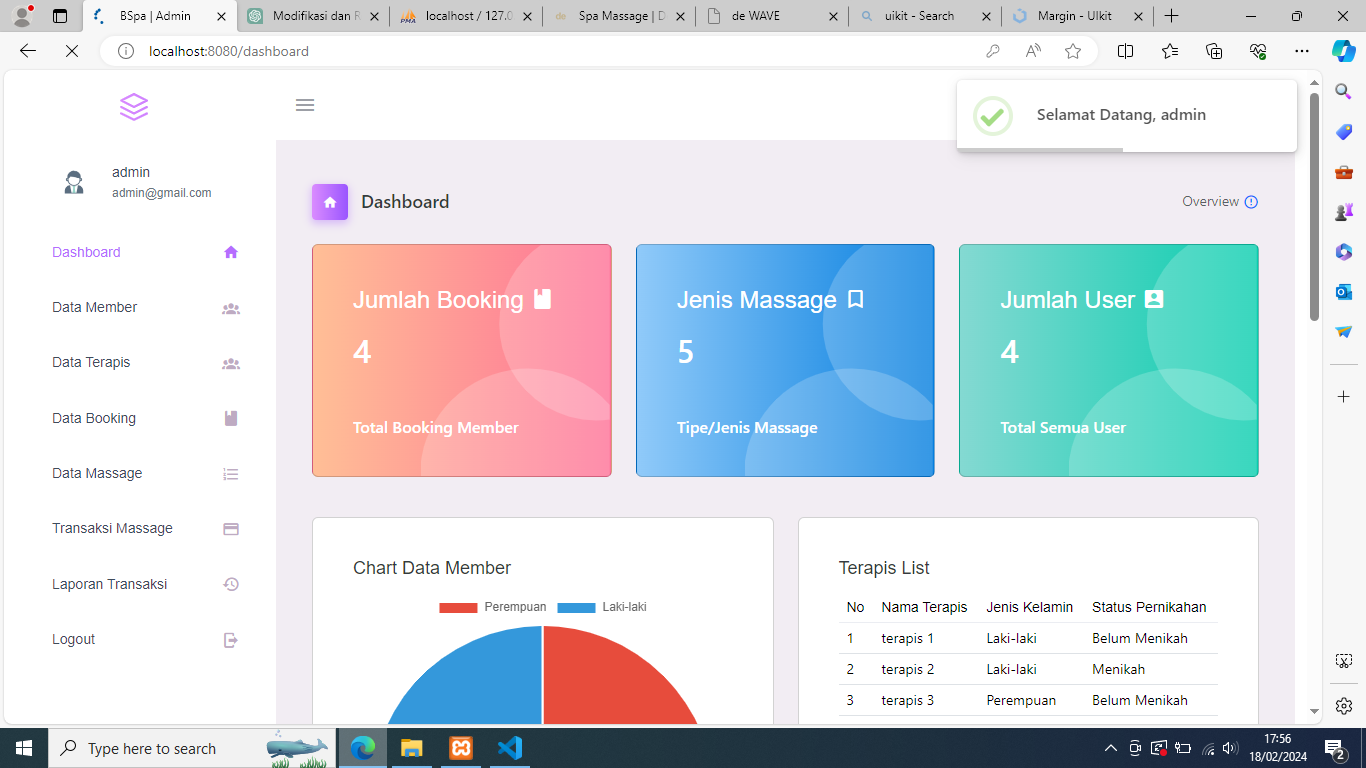 BSpa | Admin
Modifikasi dan R
localhost / 127.0
Spa Massage | D
de WAVE
uikit - Search
Margin - UIkit
localhost:8080/dashboard
Selamat Datang, admin
admin
admin@gmail.com
Dashboard
Data Member
Data Terapis
Data Booking
Data Massage
Transaksi Massage
Laporan Transaksi
Logout
Dashboard
Overview
Jumlah Booking
4
Total Booking Member
Jenis Massage
5
Tipe/Jenis Massage
Jumlah User
4
Total Semua User
Chart Data Member
Perempuan Laki-laki
Terapis List
No Nama Terapis Jenis Kelamin Status Pernikahan
1 terapis 1 Laki-laki Belum Menikah
2 terapis 2 Laki-laki Menikah
3 terapis 3 Perempuan Belum Menikah
Type here to search
17:56
18/02/2024
2